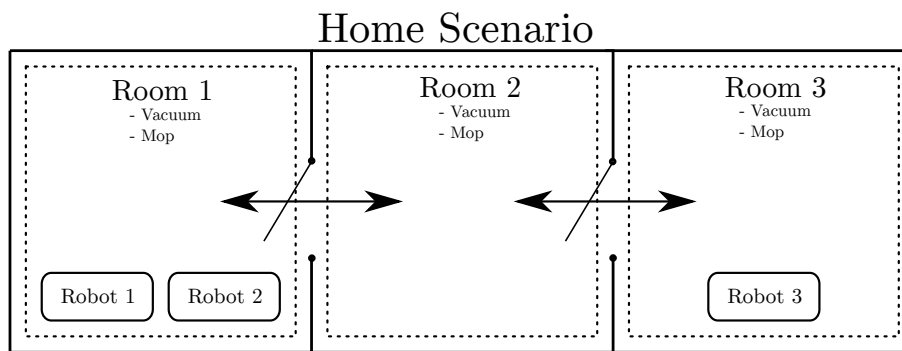 Home Scenario
Room 1
- Vacuum
- Mop
Room 2
- Vacuum
- Mop
Room 3
- Vacuum
- Mop
Robot 1
Robot 2
Robot 3